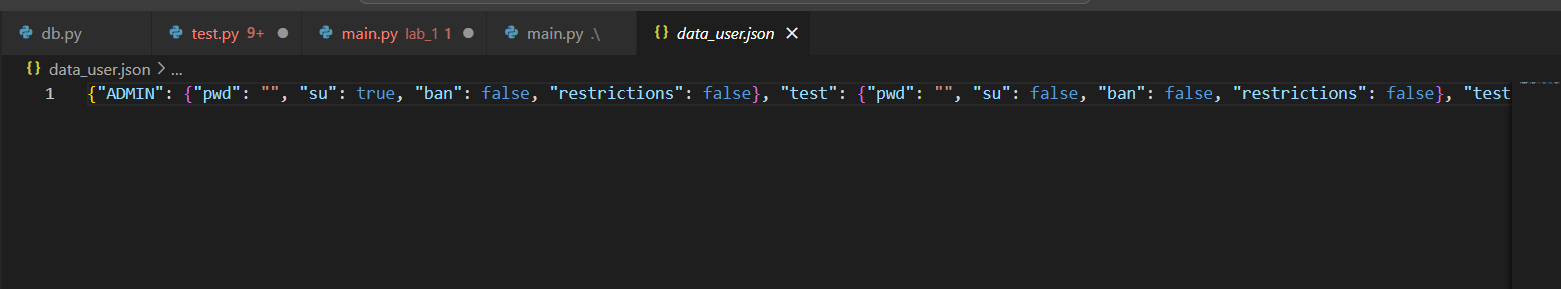 db.py test.py 9+ main.py lab_1 1 main.py .\ {} data_user.json ×
{} data_user.json > ...
1 {"ADMIN": {"pwd": "", "su": true, "ban": false, "restrictions": false}, "test": {"pwd": "", "su": false, "ban": false, "restrictions": false}, "test